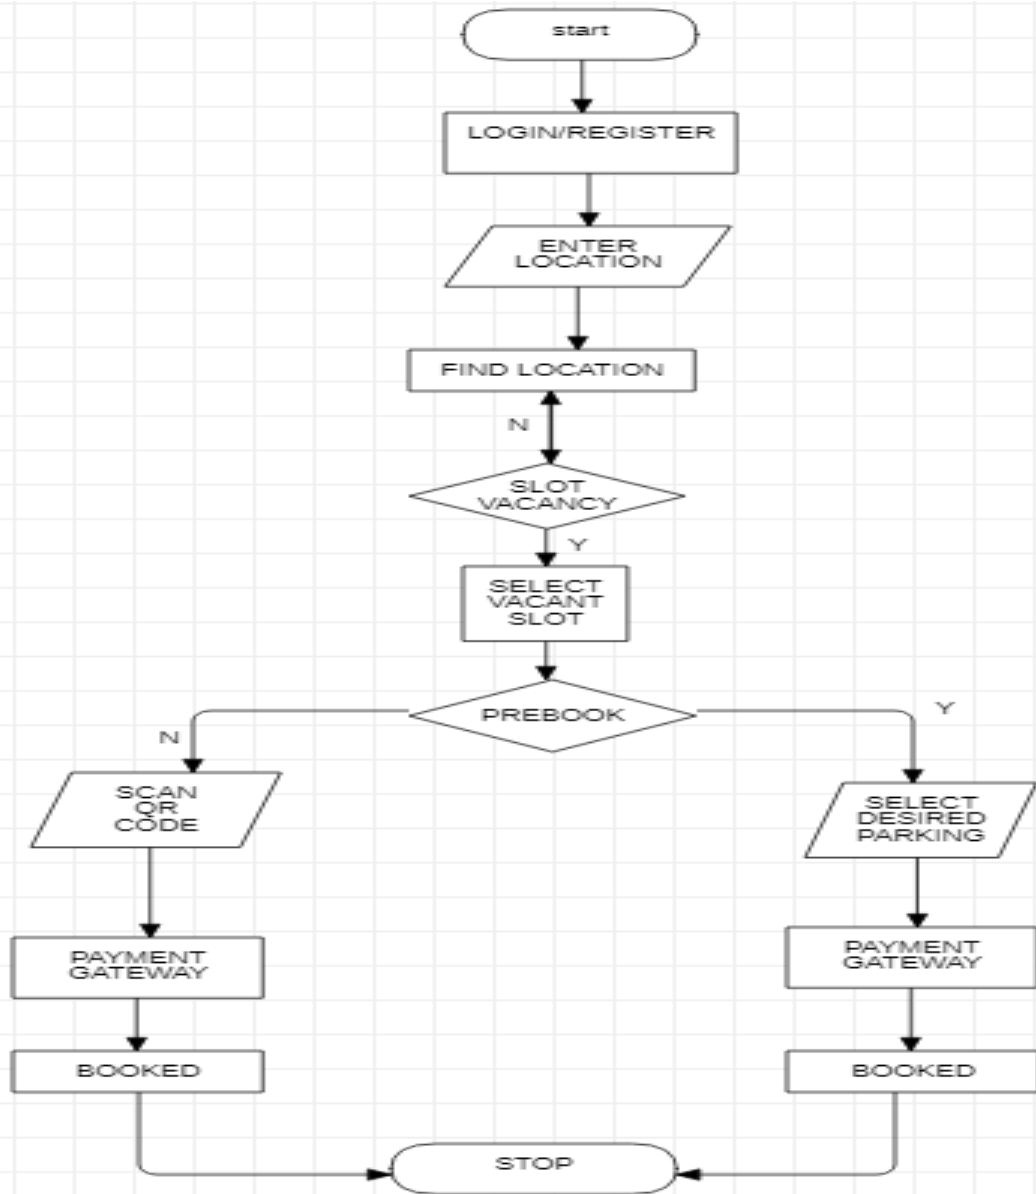 start
LOGIN/REGISTER
ENTER
LOCATION
FIND LOCATION
N
SLOT
VACANCY
Y
SELECT
VACANT
SLOT
PREBOOK
N
Y
SCAN
QR
CODE
SELECT
DESIRED
PARKING
PAYMENT
GATEWAY
PAYMENT
GATEWAY
BOOKED
BOOKED
STOP